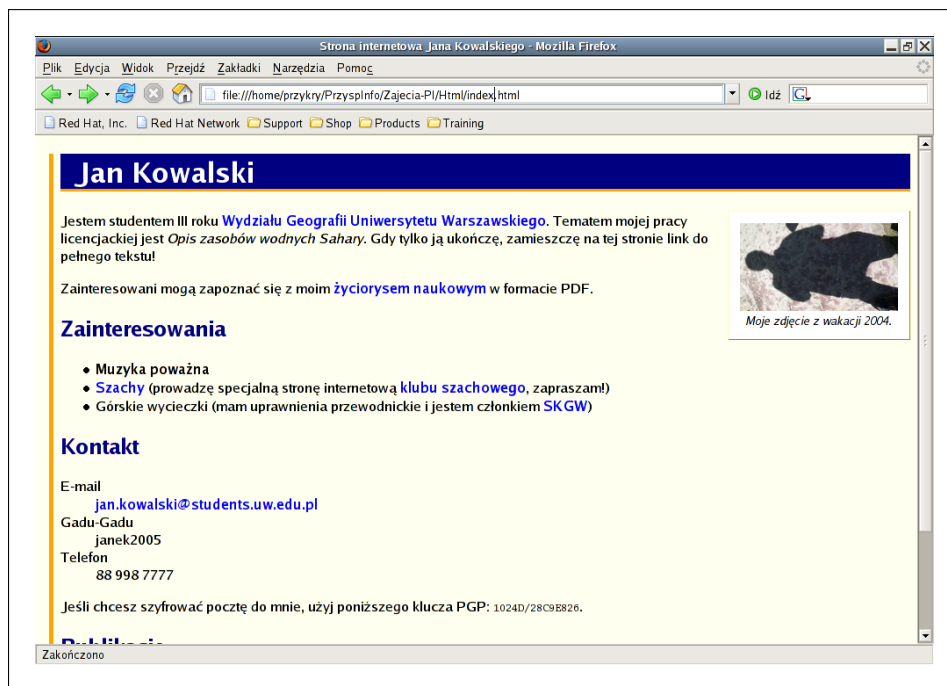 Strona internetowa Jana Kowalskiego - Mozilla Firefox
Plik Edycja Widok Przejdź Zakładki Narzędzia Pomoc
file:///home/przykry/PrzyspInfo/Zajecia-PI/Html/index.html
Idź
Red Hat, Inc. Red Hat Network Support Shop Products Training
Jan Kowalski
Jestem studentem III roku Wydziału Geografii Uniwersytetu Warszawskiego. Tematem mojej pracy
licencjackiej jest Opis zasobów wodnych Sahary. Gdy tylko ją ukończę, zamieszczę na tej stronie link do
pełnego tekstu!
Zainteresowani mogą zapoznać się z moim życiorysem naukowym w formacie PDF.
Moje zdjęcie z wakacji 2004.
Zainteresowania
Muzyka poważna
Szachy (prowadzę specjalną stronę internetową klubu szachowego, zapraszam!)
Górskie wycieczki (mam uprawnienia przewodnickie i jestem członkiem SKGW)
Kontakt
E-mail
jan.kowalski@students.uw.edu.pl
Gadu-Gadu
janek2005
Telefon
88 998 7777
Jeśli chcesz szyfrować pocztę do mnie, użyj poniższego klucza PGP: 1024D/28C9E826.
Zakończono